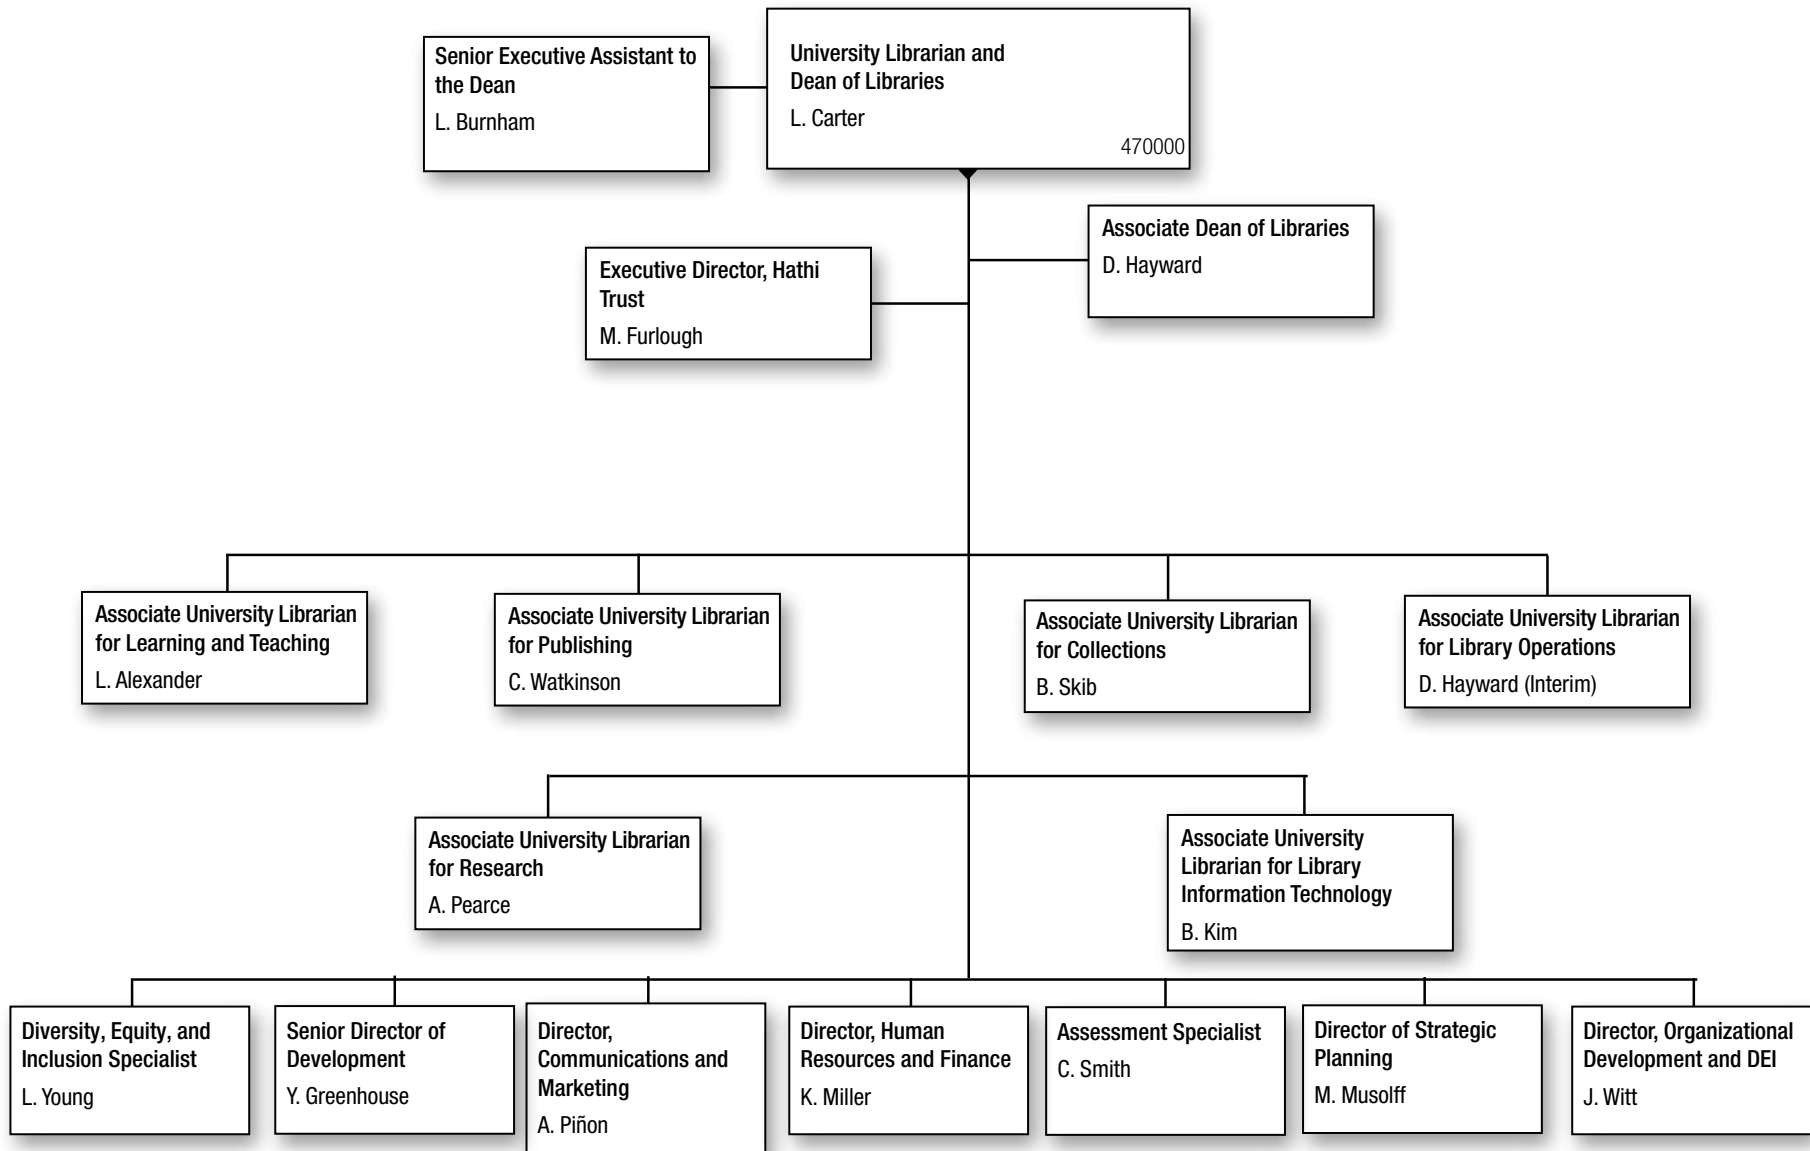 Senior Executive Assistant to
the Dean
L. Burnham
University Librarian and
Dean of Libraries
L. Carter
470000
Associate Dean of Libraries
D. Hayward
Executive Director, Hathi
Trust
M. Furlough
Associate University Librarian
for Learning and Teaching
L. Alexander
Associate University Librarian
for Publishing
C. Watkinson
Associate University Librarian
for Collections
B. Skib
Associate University Librarian
for Library Operations
D. Hayward (Interim)
Associate University Librarian
for Research
A. Pearce
Associate University
Librarian for Library
Information Technology
B. Kim
Diversity, Equity, and
Inclusion Specialist
L. Young
Senior Director of
Development
Y. Greenhouse
Director,
Communications and
Marketing
A. Piñon
Director, Human
Resources and Finance
K. Miller
Assessment Specialist
C. Smith
Director of Strategic
Planning
M. Musolff
Director, Organizational
Development and DEI
J. Witt